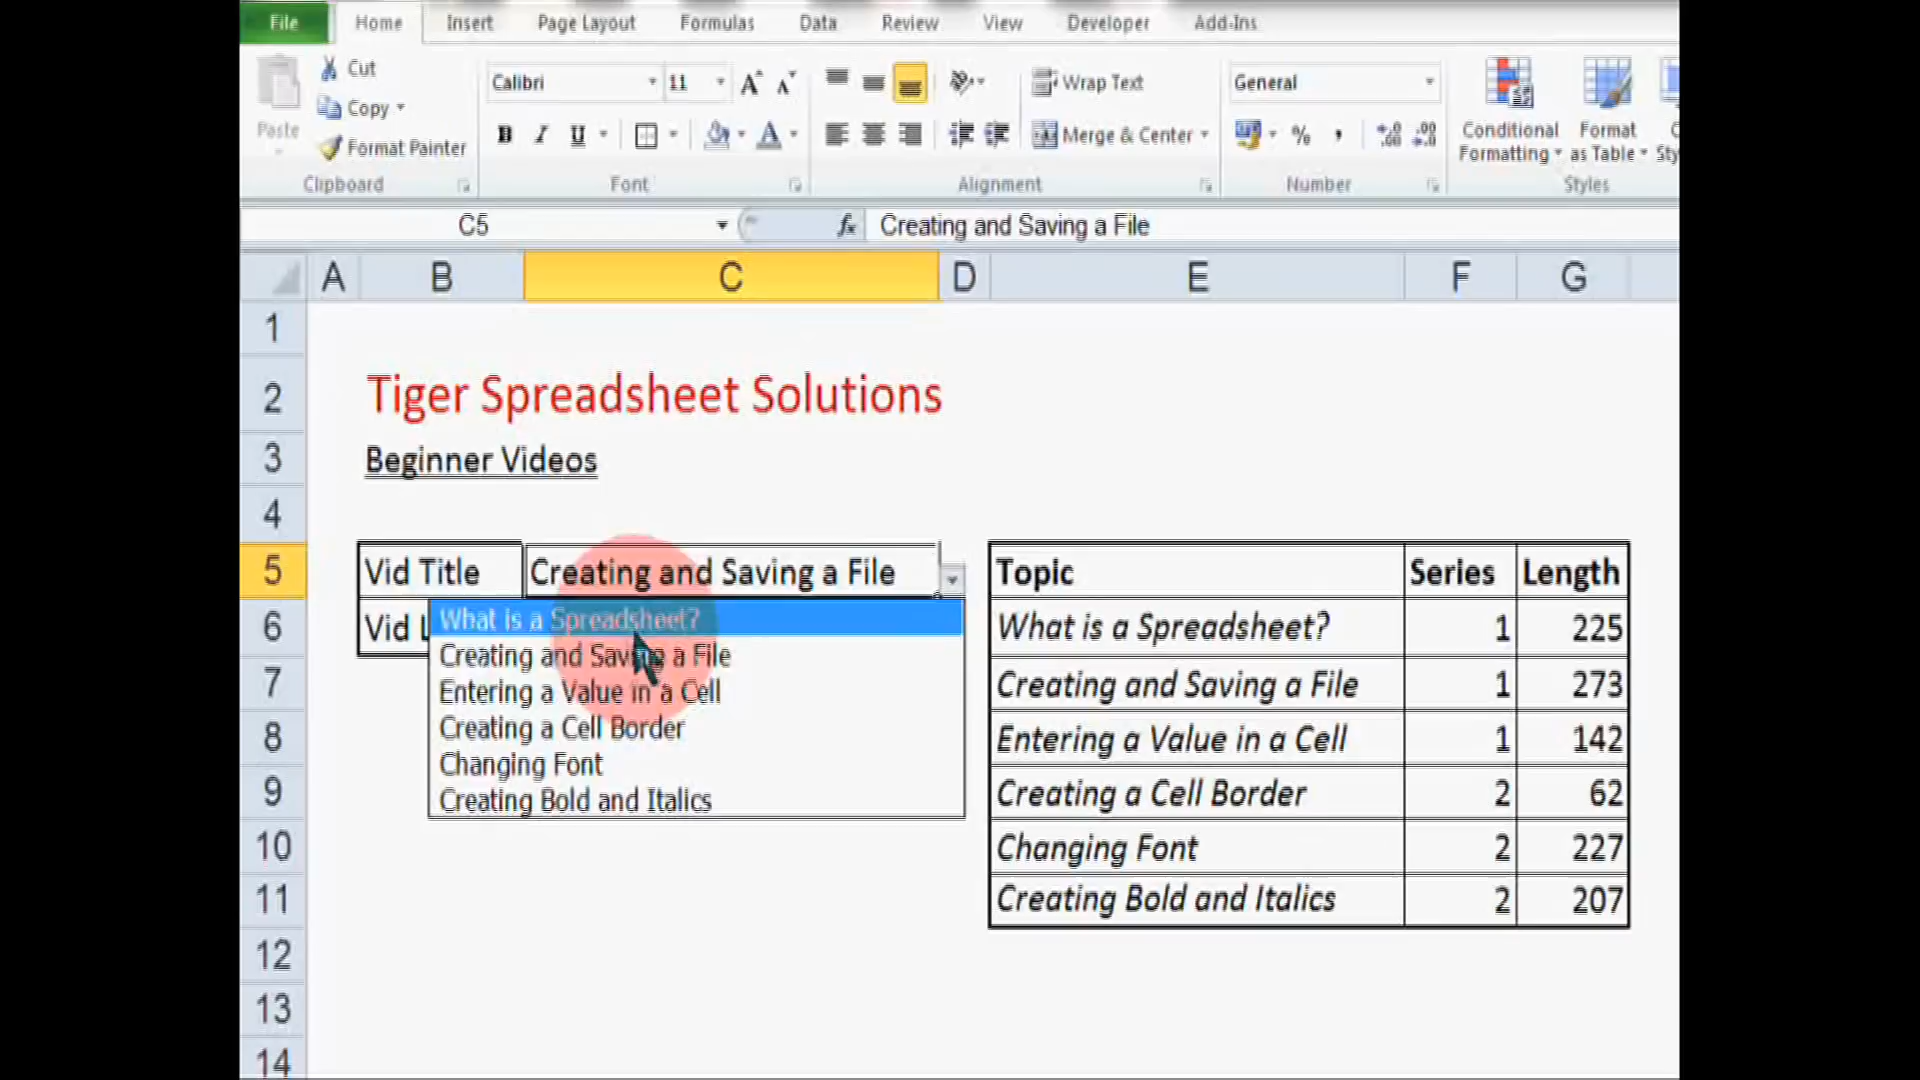 File Home Insert Page Layout Formulas Data Review View Developer Add-Ins
Cut
Copy
Format Painter
Paste
Clipboard
Calibri 11
B I U
Font
Wrap Text
Merge & Center
Alignment
General
%
Number
Conditional Formatting
Format as Table
Styles
C5 fx Creating and Saving a File
A B C D E F G
1
2 Tiger Spreadsheet Solutions
3 Beginner Videos
4
5 Vid Title Creating and Saving a File Topic Series Length
6 Vid What is a Spreadsheet? 1 225
7 Creating and Saving a File 1 273
8 Entering a Value in a Cell 1 142
9 Creating a Cell Border 2 62
10 Changing Font 2 227
11 Creating Bold and Italics 2 207
12
13
14
What is a Spreadsheet?
Creating and Saving a File
Entering a Value in a Cell
Creating a Cell Border
Changing Font
Creating Bold and Italics